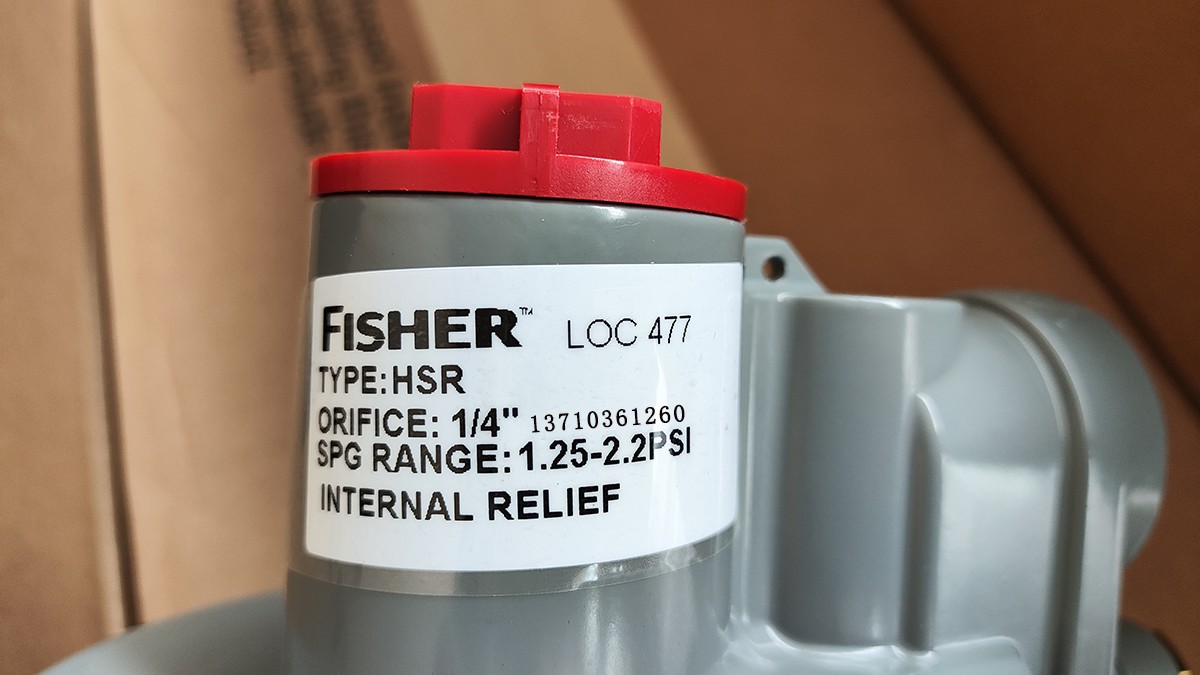 FISHER™ LOC 477
TYPE: HSR
ORIFICE: 1/4" 13710361260
SPG RANGE: 1.25-2.2PSI
INTERNAL RELIEF